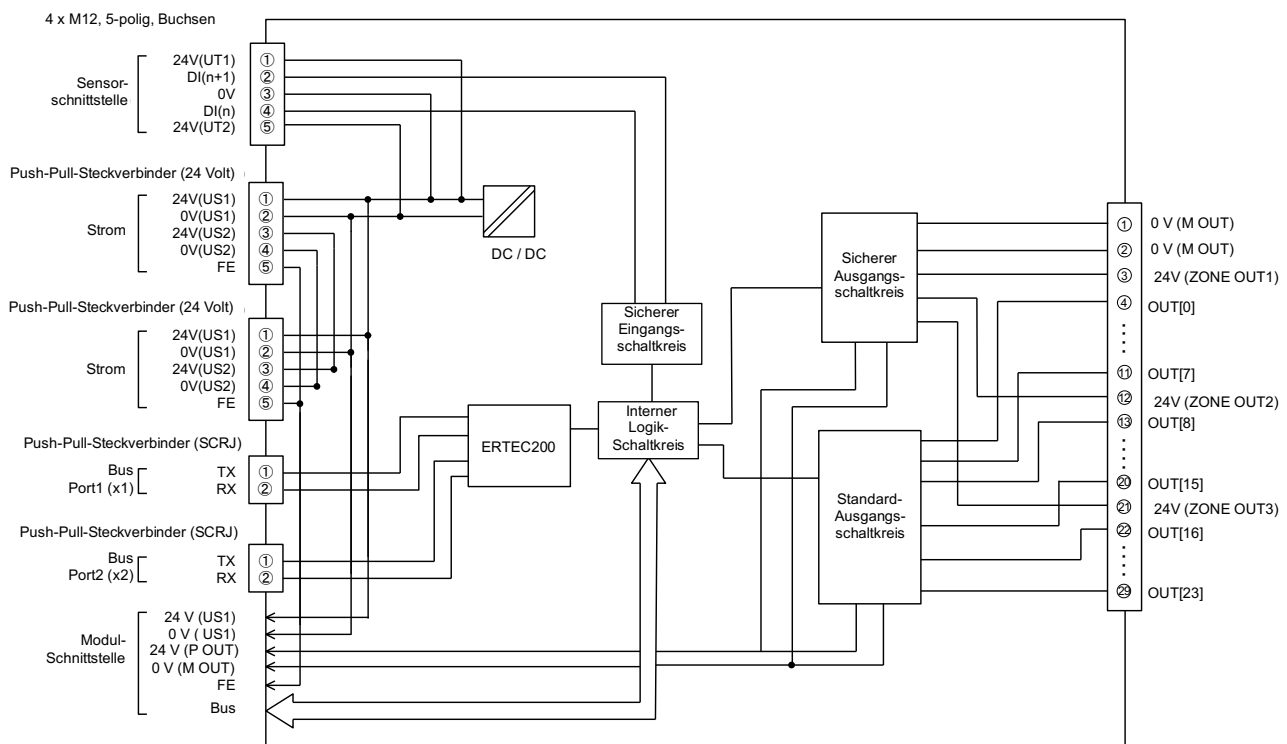 4 x M12, 5-polig, Buchsen
Sensor-
schnittstelle
24V(UT1) ①
DI(n+1) ②
0V ③
DI(n) ④
24V(UT2) ⑤
Push-Pull-Steckverbinder (24 Volt)
Strom
24V(US1) ①
0V(US1) ②
24V(US2) ③
0V(US2) ④
FE ⑤
Push-Pull-Steckverbinder (24 Volt)
Strom
24V(US1) ①
0V(US1) ②
24V(US2) ③
0V(US2) ④
FE ⑤
Push-Pull-Steckverbinder (SCRJ)
Bus
Port1 (x1)
TX ①
RX ②
Push-Pull-Steckverbinder (SCRJ)
Bus
Port2 (x2)
TX ①
RX ②
Modul-
Schnittstelle
24 V (US1)
0 V ( US1)
24 V (P OUT)
0 V (M OUT)
FE
Bus
DC / DC
Sicherer
Eingangs-
schaltkreis
ERTEC200
Interner
Logik-
Schaltkreis
Sicherer
Ausgangs-
schaltkreis
Standard-
Ausgangs-
schaltkreis
① 0 V (M OUT)
② 0 V (M OUT)
③ 24V (ZONE OUT1)
④ OUT[0]
⑪ OUT[7]
⑫ 24V (ZONE OUT2)
⑬ OUT[8]
⑳ OUT[15]
㉑ 24V (ZONE OUT3)
㉒ OUT[16]
㉙ OUT[23]